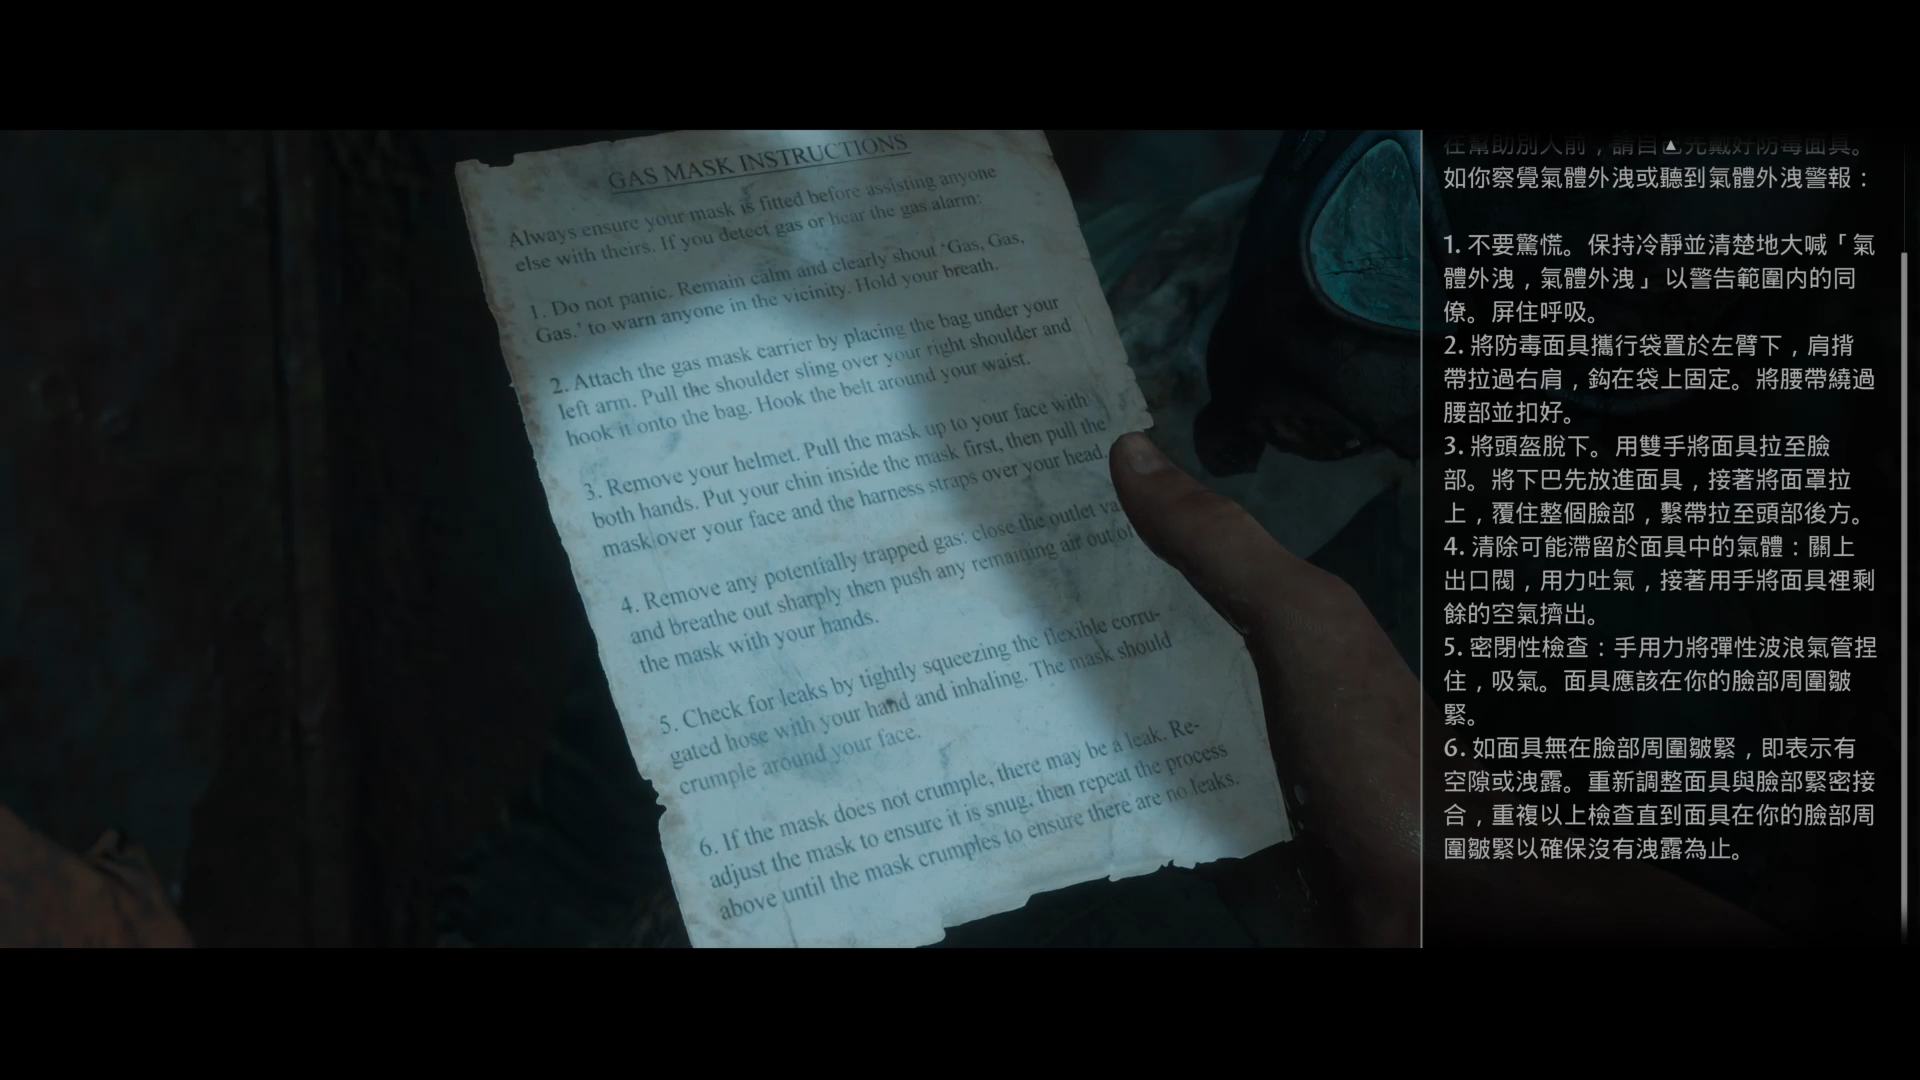 GAS MASK INSTRUCTIONS
Always ensure your mask is fitted before assisting anyone
else with theirs. If you detect gas or hear the gas alarm:
1. Do not panic. Remain calm and clearly shout 'Gas, Gas,
Gas.' to warn anyone in the vicinity. Hold your breath.
2. Attach the gas mask carrier by placing the bag under your
left arm. Pull the shoulder sling over your right shoulder and
hook it onto the bag. Hook the belt around your waist.
3. Remove your helmet. Pull the mask up to your face with
both hands. Put your chin inside the mask first, then pull the
mask over your face and the harness straps over your head.
4. Remove any potentially trapped gas: close the outlet
and breathe out sharply then push any remaining air out of
the mask with your hands.
5. Check for leaks by tightly squeezing the flexible corru-
gated hose with your hand and inhaling. The mask should
crumple around your face.
6. If the mask does not crumple, there may be a leak. Re-
adjust the mask to ensure it is snug, then repeat the process
above until the mask crumples to ensure there are no leaks.
在幫助別人前，請自己先戴好防毒面具。
如你察覺氣體外洩或聽到氣體外洩警報：
1. 不要驚慌。保持冷靜並清楚地大喊「氣
體外洩，氣體外洩」 以警告範圍內的同
僚。屏住呼吸。
2. 將防毒面具攜行袋置於左臂下，肩揹
帶拉過右肩，鈎在袋上固定。將腰帶繞過
腰部並扣好。
3. 將頭盔脫下。用雙手將面具拉至臉
部。將下巴先放進面具，接著將面罩拉
上，覆住整個臉部，繫帶拉至頭部後方。
4. 清除可能滯留於面具中的氣體：關上
出口閥，用力吐氣，接著用手將面具裡剩
餘的空氣擠出。
5. 密閉性檢查：手用力將彈性波浪氣管捏
住，吸氣。面具應該在你的臉部周圍皺
緊。
6. 如面具無在臉部周圍皺緊，即表示有
空隙或洩露。重新調整面具與臉部緊密接
合，重複以上檢查直到面具在你的臉部周
圍皺緊以確保沒有洩露為止。